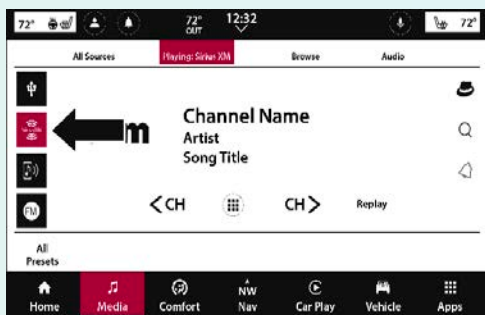 72° 72° 12:32 72°
OUT
All Sources Playing: Sirius XM Browse Audio
m
Channel Name
Artist
Song Title
FM
<CH CH> Replay
All
Presets
NW
Home Media Comfort Nav Car Play Vehicle Apps